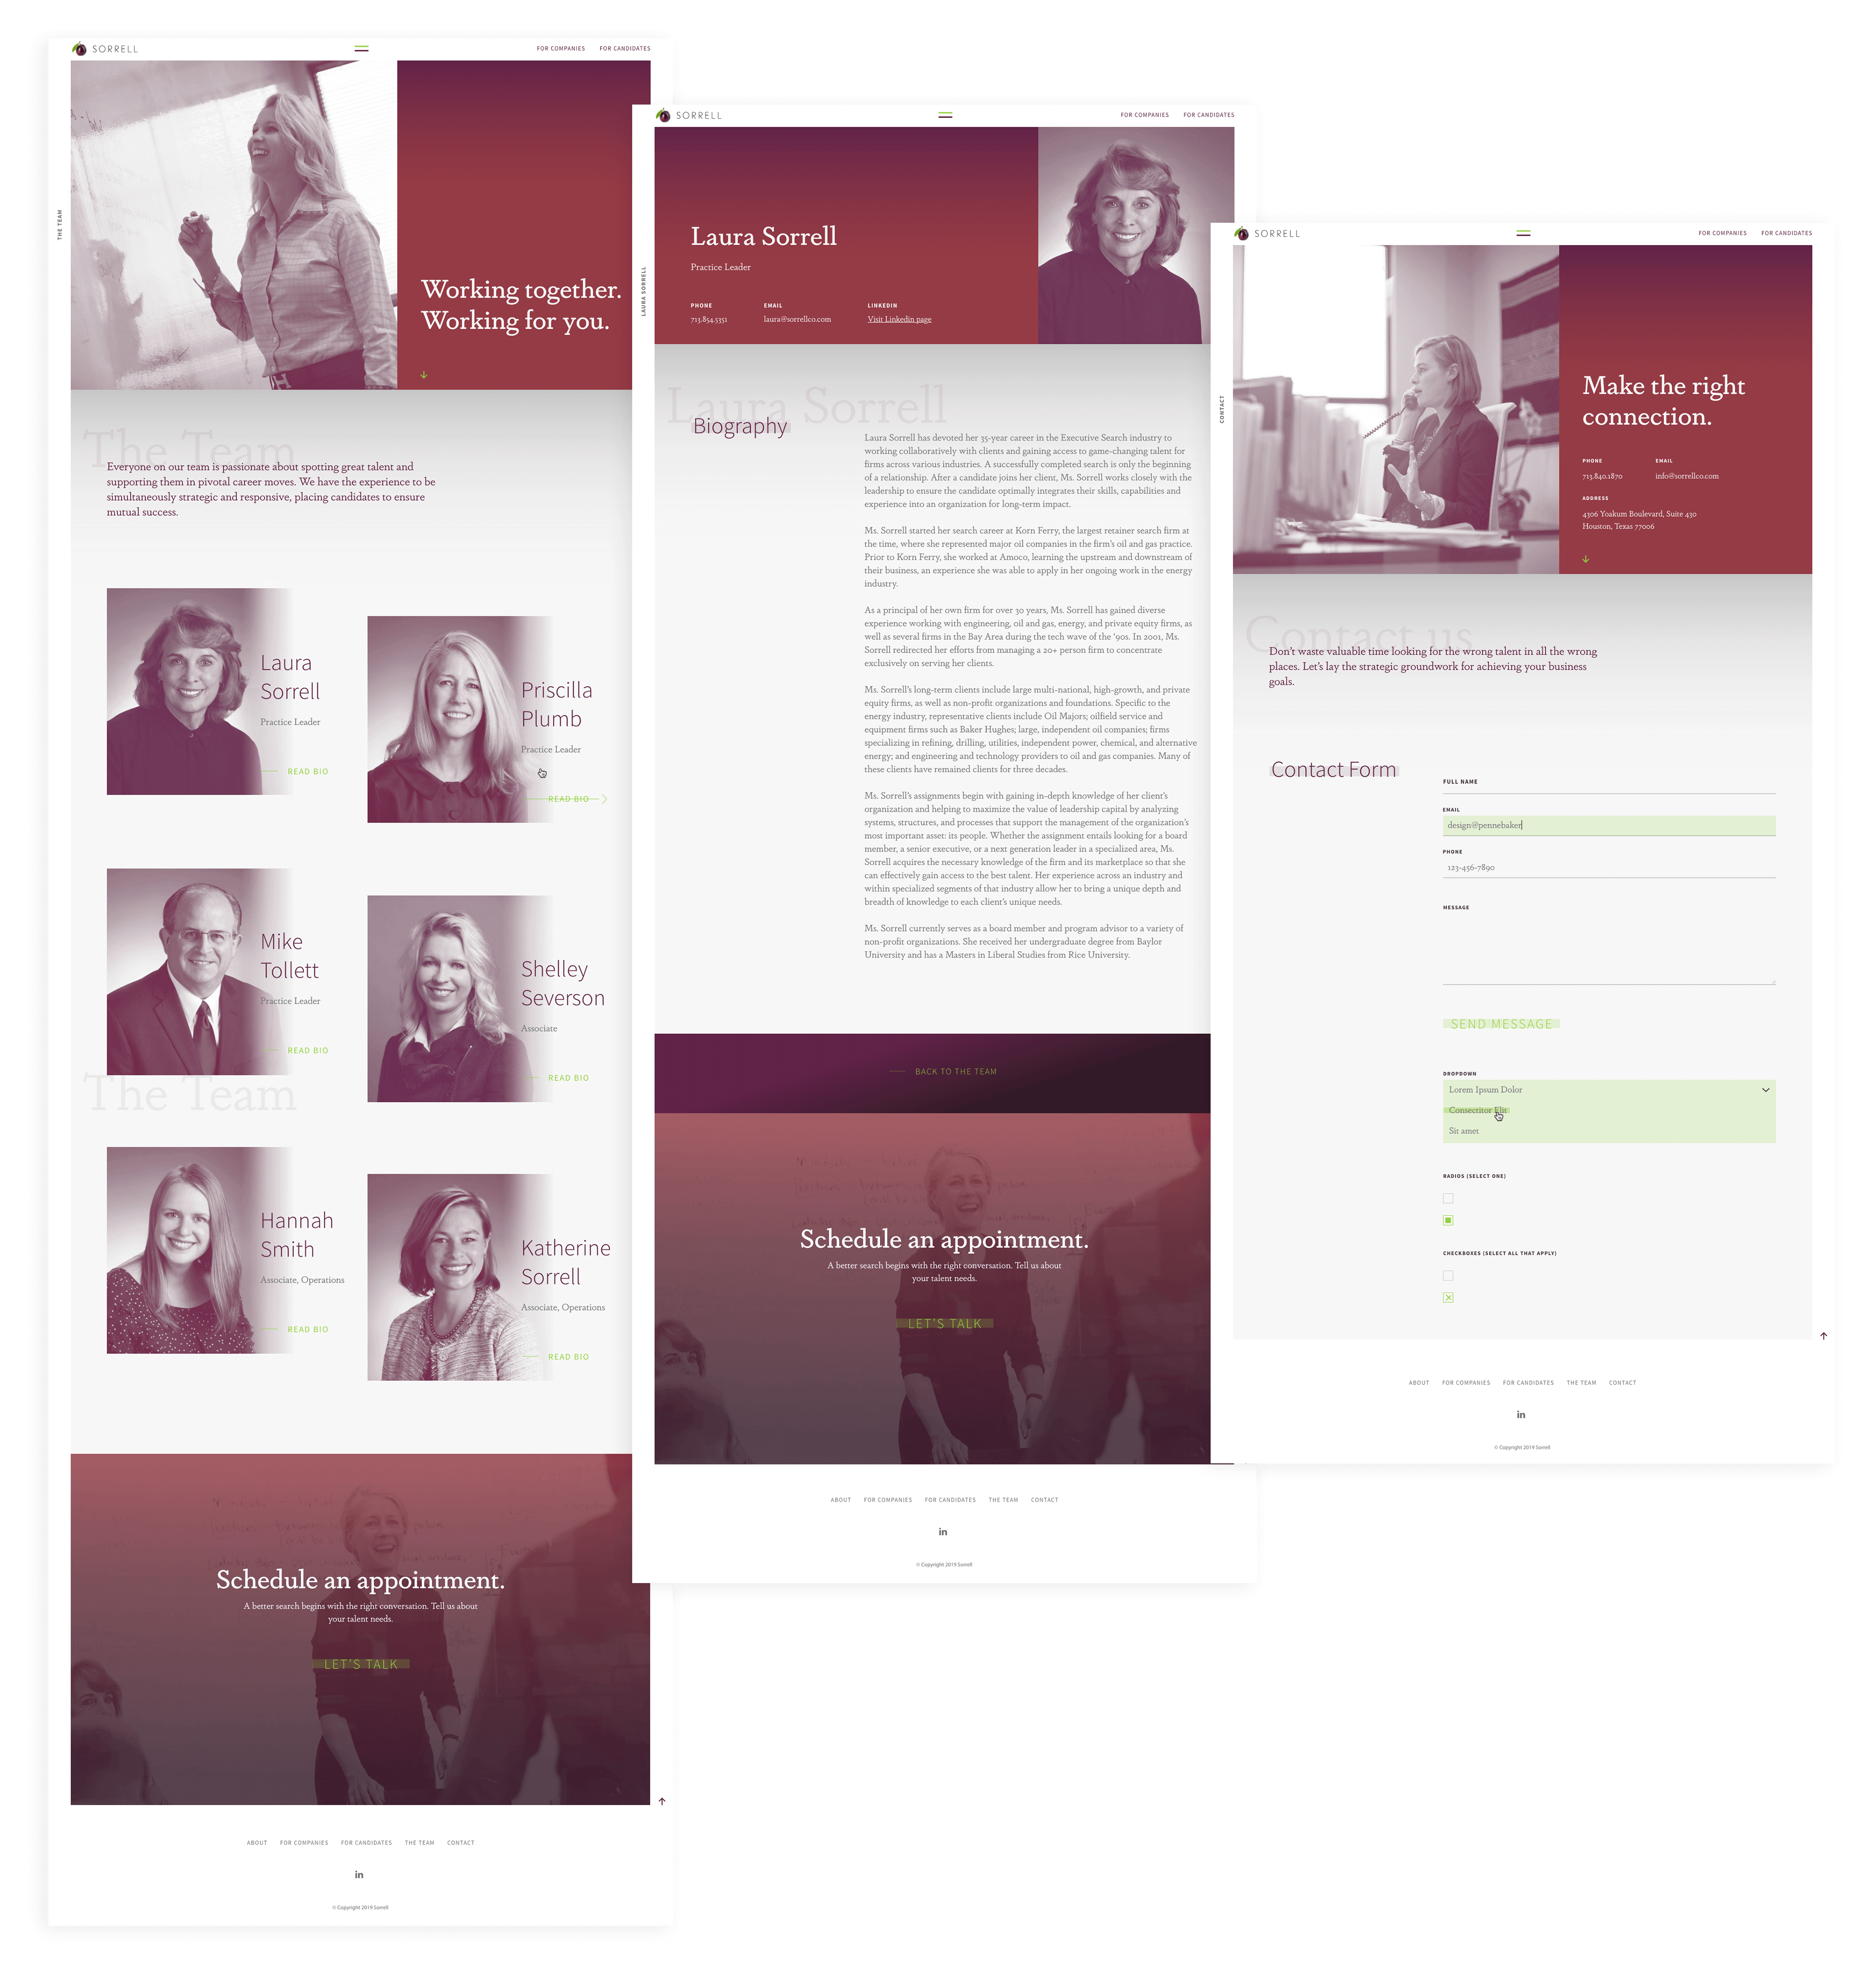 SORRELL
FOR COMPANIES FOR CANDIDATES
THE TEAM
Working together.
Working for you.
The Team
Everyone on our team is passionate about spotting great talent and
supporting them in pivotal career moves. We have the experience to be
simultaneously strategic and responsive, placing candidates to ensure
mutual success.
Laura
Sorrell
Practice Leader
READ BIO
Priscilla
Plumb
Practice Leader
READ BIO
Mike
Tollett
Practice Leader
READ BIO
Shelley
Severson
Associate
READ BIO
The Team
Hannah
Smith
Associate, Operations
READ BIO
Katherine
Sorrell
Associate, Operations
READ BIO
Schedule an appointment.
A better search begins with the right conversation. Tell us about
your talent needs.
LET'S TALK
ABOUT FOR COMPANIES FOR CANDIDATES THE TEAM CONTACT
in
© Copyright 2019 Sorrell
SORRELL
FOR COMPANIES FOR CANDIDATES
LAURA SORRELL
Laura Sorrell
Practice Leader
PHONE EMAIL LINKEDIN
713.854.5351 laura@sorrellco.com Visit Linkedin page
Laura Sorrell
Biography
Laura Sorrell has devoted her 35-year career in the Executive Search industry to
working collaboratively with clients and gaining access to game-changing talent for
firms across various industries. A successfully completed search is only the beginning
of a relationship. After a candidate joins her client, Ms. Sorrell works closely with the
leadership to ensure the candidate optimally integrates their skills, capabilities and
experience into an organization for long-term impact.
Ms. Sorrell started her search career at Korn Ferry, the largest retainer search firm at
the time, where she represented major oil companies in the firm's oil and gas practice.
Prior to Korn Ferry, she worked at Amoco, learning the upstream and downstream of
their business, an experience she was able to apply in her ongoing work in the energy
industry.
As a principal of her own firm for over 30 years, Ms. Sorrell has gained diverse
experience working with engineering, oil and gas, energy, and private equity firms, as
well as several firms in the Bay Area during the tech wave of the '90s. In 2001, Ms.
Sorrell redirected her efforts from managing a 20+ person firm to concentrate
exclusively on serving her clients.
Ms. Sorrell's long-term clients include large multi-national, high-growth, and private
equity firms, as well as non-profit organizations and foundations. Specific to the
energy industry, representative clients include Oil Majors; oilfield service and
equipment firms such as Baker Hughes; large, independent oil companies; firms
specializing in refining, drilling, utilities, independent power, chemical, and alternative
energy; and engineering and technology providers to oil and gas companies. Many of
these clients have remained clients for three decades.
Ms. Sorrell's assignments begin with gaining in-depth knowledge of her client's
organization and helping to maximize the value of leadership capital by analyzing
systems, structures, and processes that support the management of the organization's
most important asset: its people. Whether the assignment entails looking for a board
member, a senior executive, or a next generation leader in a specialized area, Ms.
Sorrell acquires the necessary knowledge of the firm and its marketplace so that she
can effectively gain access to the best talent. Her experience across an industry and
within specialized segments of that industry allow her to bring a unique depth and
breadth of knowledge to each client's unique needs.
Ms. Sorrell currently serves as a board member and program advisor to a variety of
non-profit organizations. She received her undergraduate degree from Baylor
University and has a Masters in Liberal Studies from Rice University.
BACK TO THE TEAM
Schedule an appointment.
A better search begins with the right conversation. Tell us about
your talent needs.
LET'S TALK
ABOUT FOR COMPANIES FOR CANDIDATES THE TEAM CONTACT
in
© Copyright 2019 Sorrell
SORRELL
FOR COMPANIES FOR CANDIDATES
CONTACT
Make the right
connection.
PHONE EMAIL
713.840.1870 info@sorrellco.com
ADDRESS
4306 Yoakum Boulevard, Suite 430
Houston, Texas 77006
Contact us
Don't waste valuable time looking for the wrong talent in all the wrong
places. Let's lay the strategic groundwork for achieving your business
goals.
Contact Form
FULL NAME
EMAIL
design@pennebaker
PHONE
123-456-7890
MESSAGE
SEND MESSAGE
DROPDOWN
Lorem Ipsum Dolor
Consectitor Elit
Sit amet
RADIOS (SELECT ONE)
CHECKBOXES (SELECT ALL THAT APPLY)
ABOUT FOR COMPANIES FOR CANDIDATES THE TEAM CONTACT
in
© Copyright 2019 Sorrell